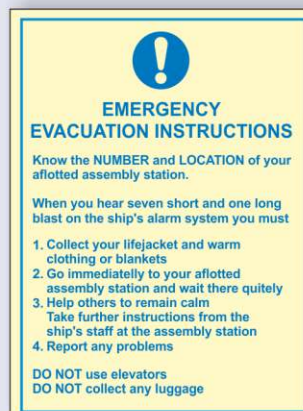 EMERGENCY
EVACUATION INSTRUCTIONS
Know the NUMBER and LOCATION of your
aflotted assembly station.
When you hear seven short and one long
blast on the ship's alarm system you must
1. Collect your lifejacket and warm
clothing or blankets
2. Go immediatelly to your aflotted
assembly station and wait there quitely
3. Help others to remain calm
Take further instructions from the
ship's staff at the assembly station
4. Report any problems
DO NOT use elevators
DO NOT collect any luggage